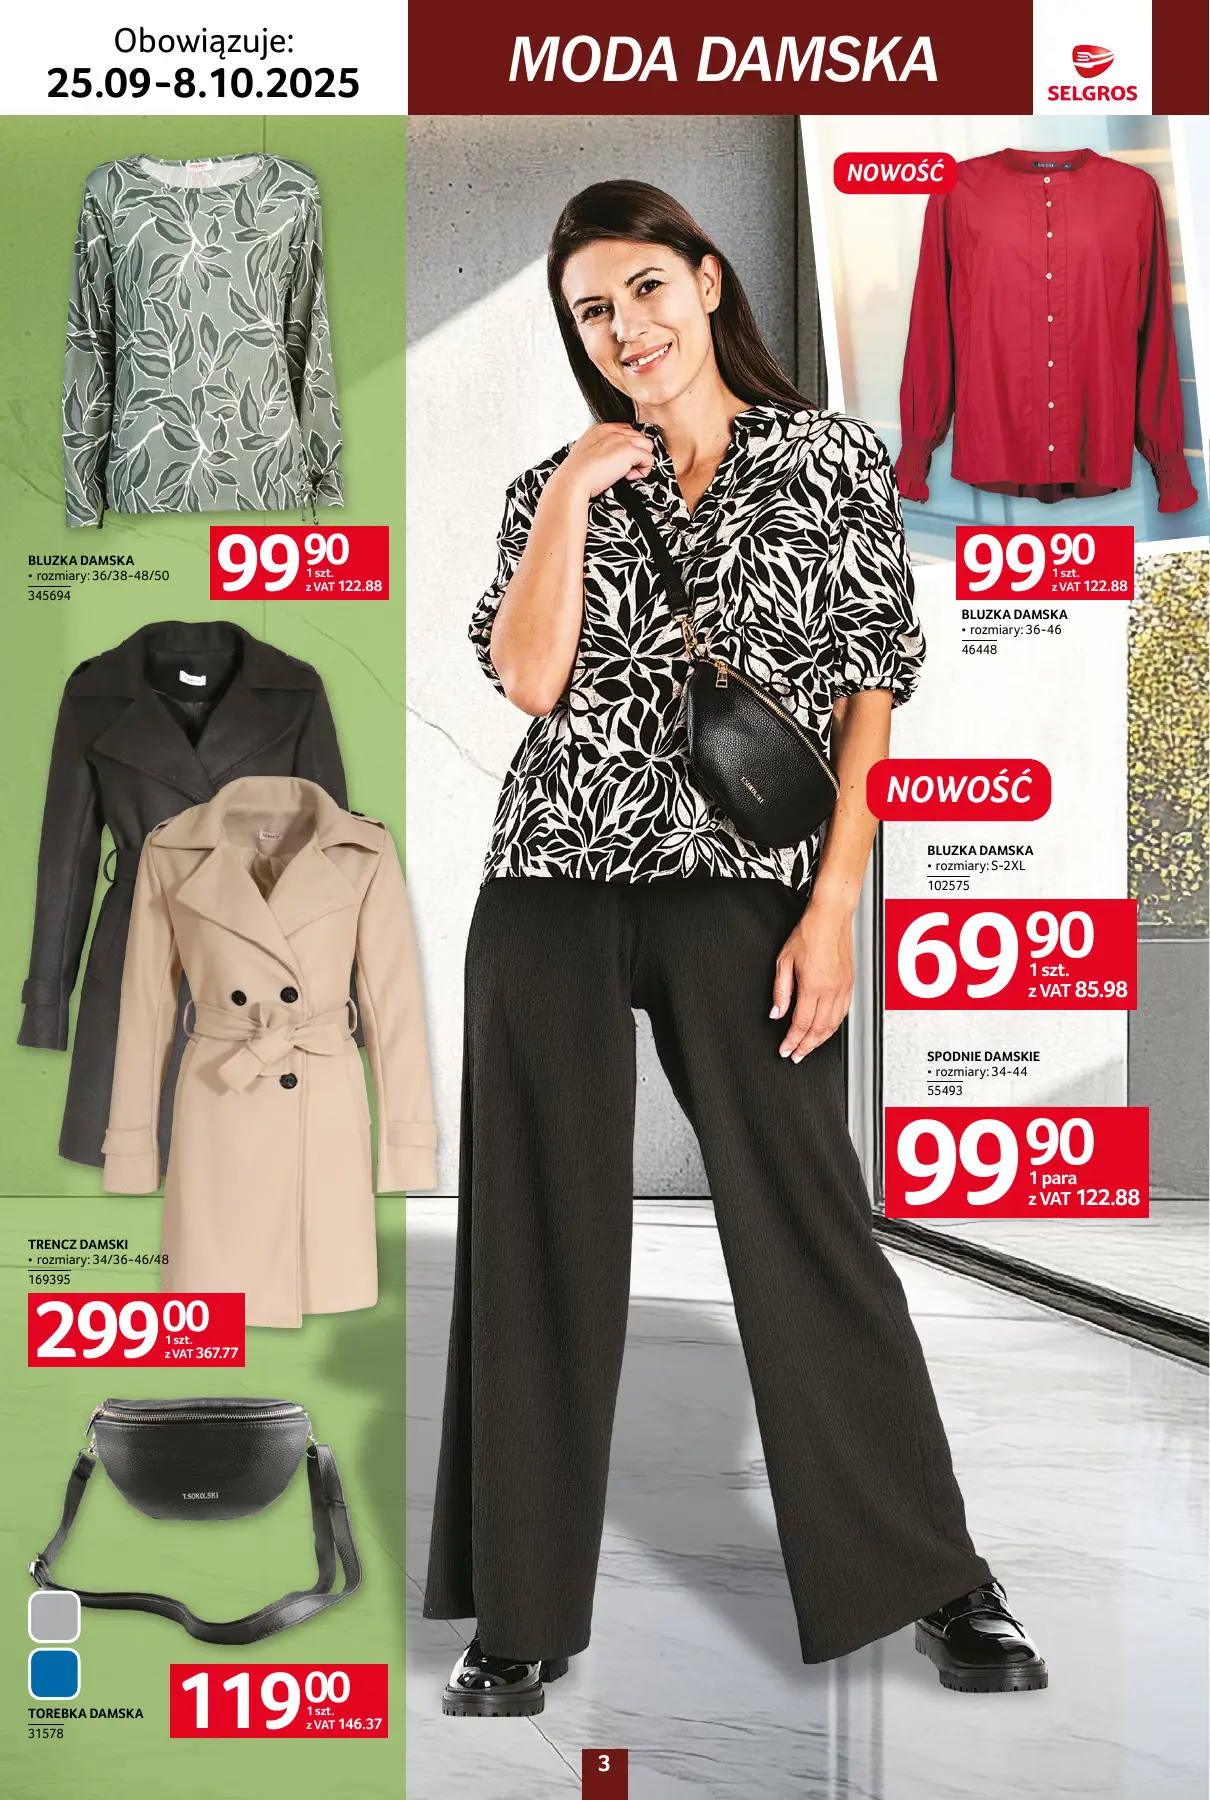 Obowiązuje:
25.09-8.10.2025
MODA DAMSKA
SELGROS
NOWOŚĆ
BLUZKA DAMSKA
• rozmiary: 36/38-48/50
345694
99 90
1 szt.
z VAT 122.88
99 90
1 szt.
z VAT 122.88
BLUZKA DAMSKA
• rozmiary: 36-46
46448
T.SOKOLSKI
NOWOŚĆ
BLUZKA DAMSKA
• rozmiary: S-2XL
102575
69 90
1 szt.
z VAT 85.98
SPODNIE DAMSKIE
• rozmiary: 34-44
55493
99 90
1 para
z VAT 122.88
TRENCZ DAMSKI
• rozmiary: 34/36-46/48
169395
299 00
1 szt.
z VAT 367.77
T.SOKOLSKI
TOREBKA DAMSKA
31578
119 00
1 szt.
z VAT 146.37
3